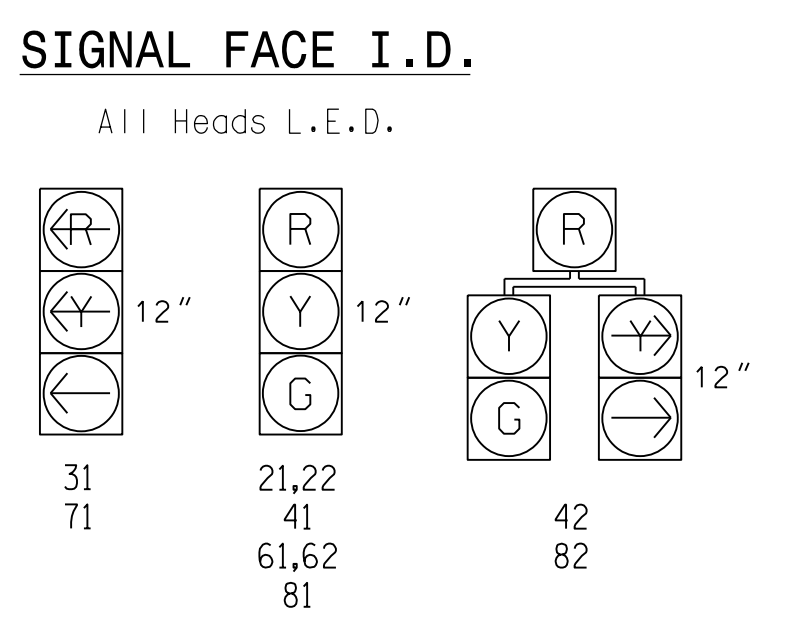 SIGNAL FACE I.D.
All Heads L.E.D.
R
Y
12"
31
71
R
Y
G
12"
21,22
41
61,62
81
R
Y
G
Y
12"
42
82